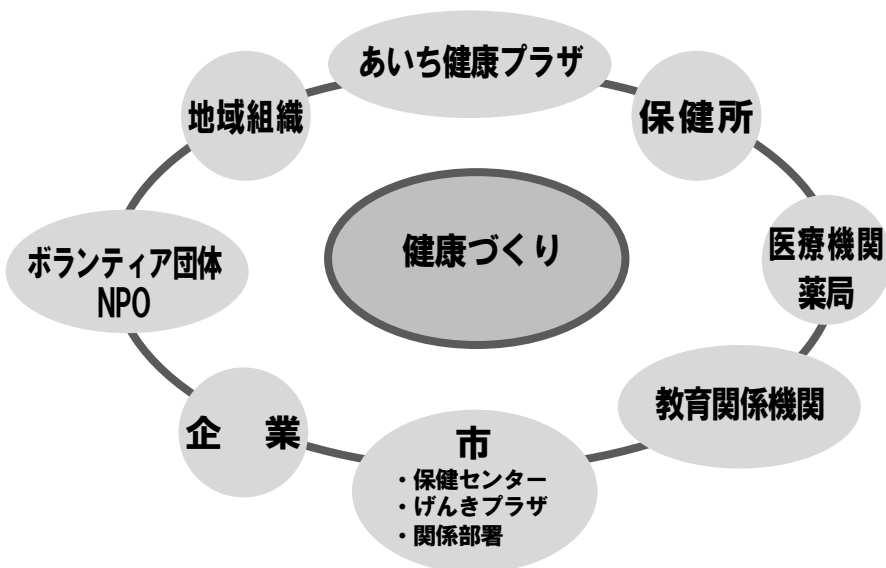 あいち健康プラザ
地域組織
保健所
健康づくり
医療機関
薬局
ボランティア団体
NPO
教育関係機関
企　業
市
・保健センター
・げんきプラザ
・関係部署